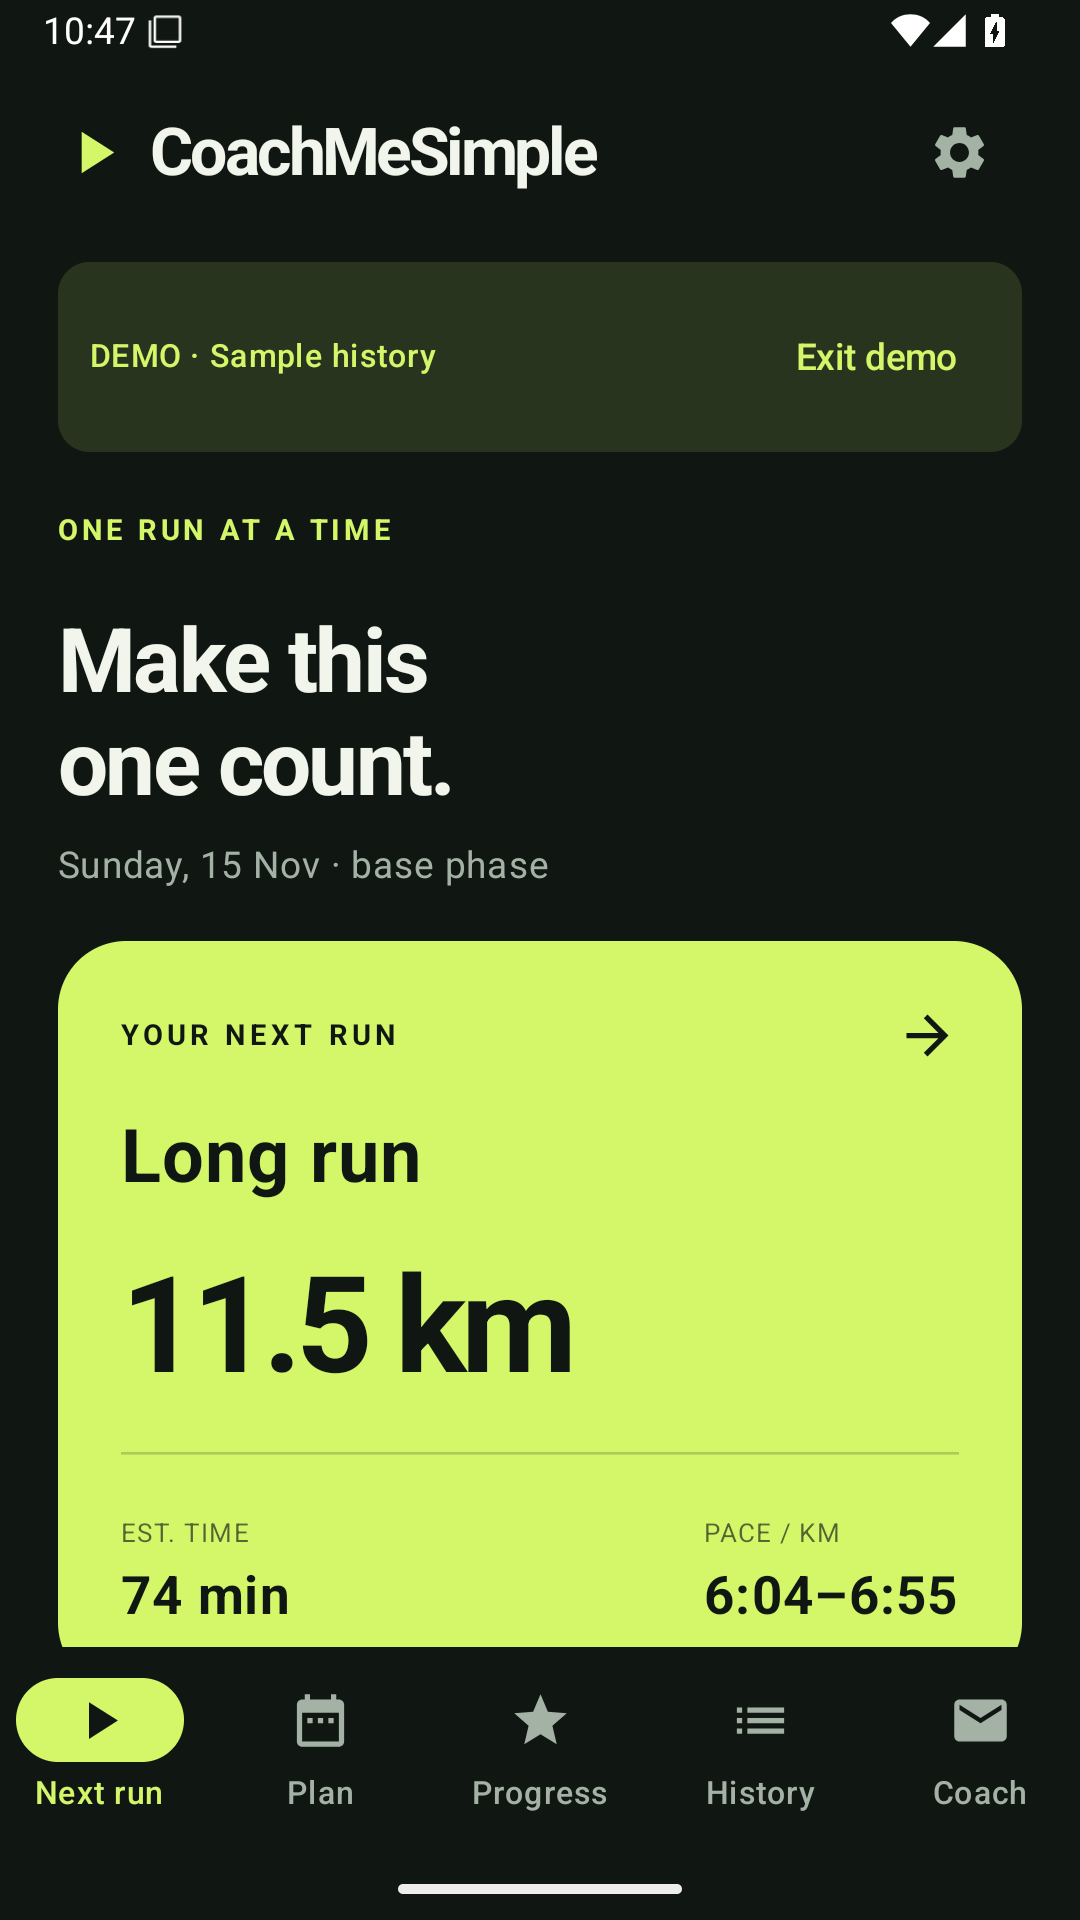 10:47
CoachMeSimple
DEMO · Sample history
Exit demo
ONE RUN AT A TIME
Make this
one count.
Sunday, 15 Nov · base phase
YOUR NEXT RUN
Long run
11.5 km
EST. TIME
PACE / KM
74 min
6:04–6:55
Next run
Plan
Progress
History
Coach